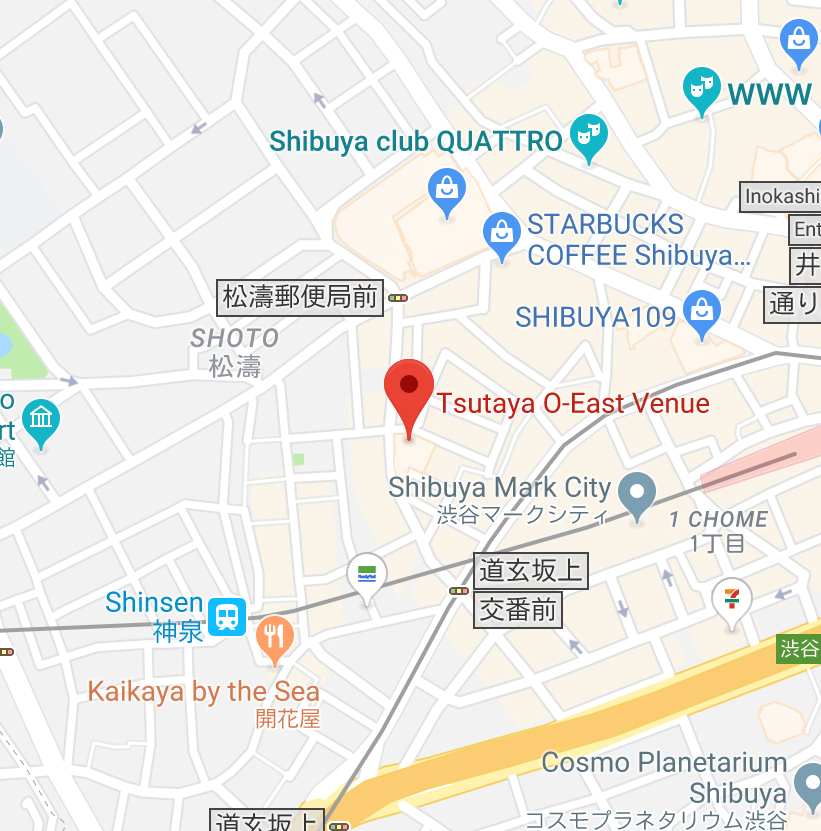 WWW
Shibuya club QUATTRO
Inokashi
STARBUCKS
COFFEE Shibuya...
Ent
井
通り
松濤郵便局前
SHIBUYA109
SHOTO
松濤
Tsutaya O-East Venue
o
rt
館
Shibuya Mark City
渋谷マークシティ
1 CHOME
1丁目
道玄坂上
交番前
7
Shinsen
神泉
渋谷
Kaikaya by the Sea
開花屋
Cosmo Planetarium
Shibuya
コスモプラネタリウム渋谷
道玄坂上